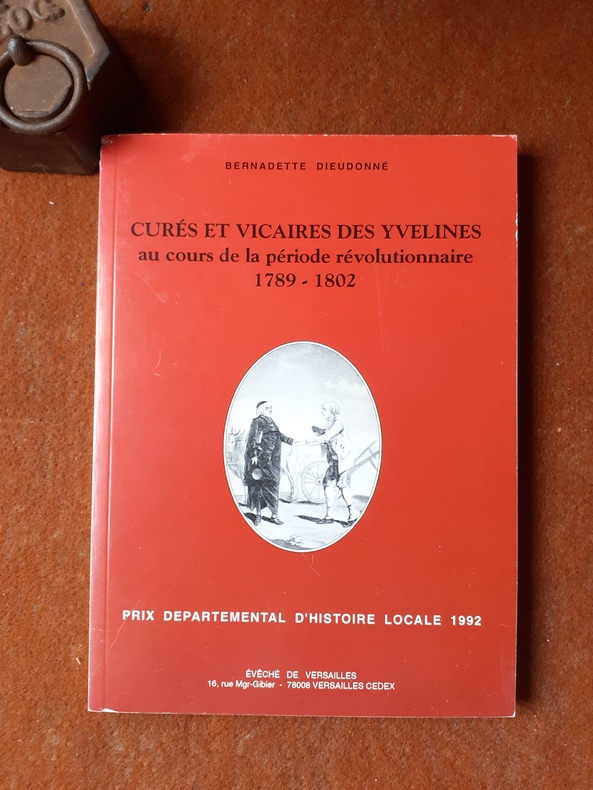 BERNADETTE DIEUDONNÉ
CURÉS ET VICAIRES DES YVELINES
au cours de la période révolutionnaire
1789 - 1802
PRIX DEPARTEMENTAL D'HISTOIRE LOCALE 1992
ÉVÊCHÉ DE VERSAILLES
16, rue Mgr-Gibier - 78008 VERSAILLES CEDEX